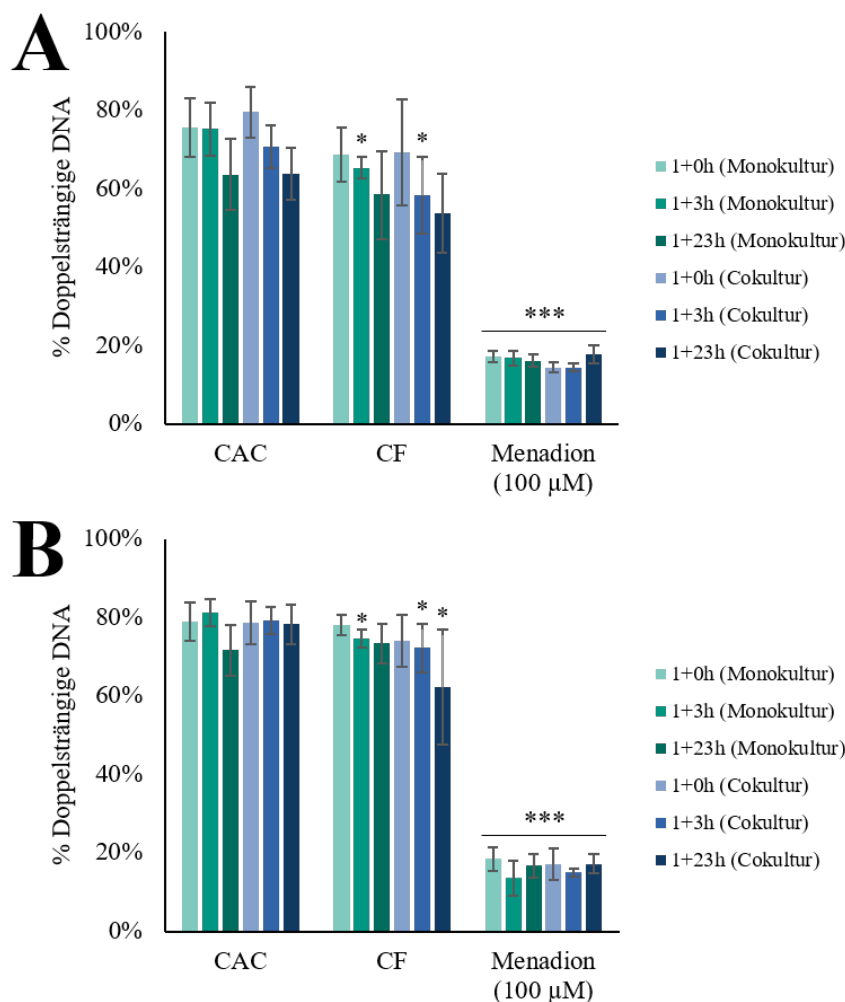 A
% Doppelsträngige DNA
100%
80%
60%
40%
20%
0%
* *
***
CAC CF Menadion
(100 µM)
1+0h (Monokultur)
1+3h (Monokultur)
1+23h (Monokultur)
1+0h (Cokultur)
1+3h (Cokultur)
1+23h (Cokultur)
B
% Doppelsträngige DNA
100%
80%
60%
40%
20%
0%
* * *
***
CAC CF Menadion
(100 µM)
1+0h (Monokultur)
1+3h (Monokultur)
1+23h (Monokultur)
1+0h (Cokultur)
1+3h (Cokultur)
1+23h (Cokultur)